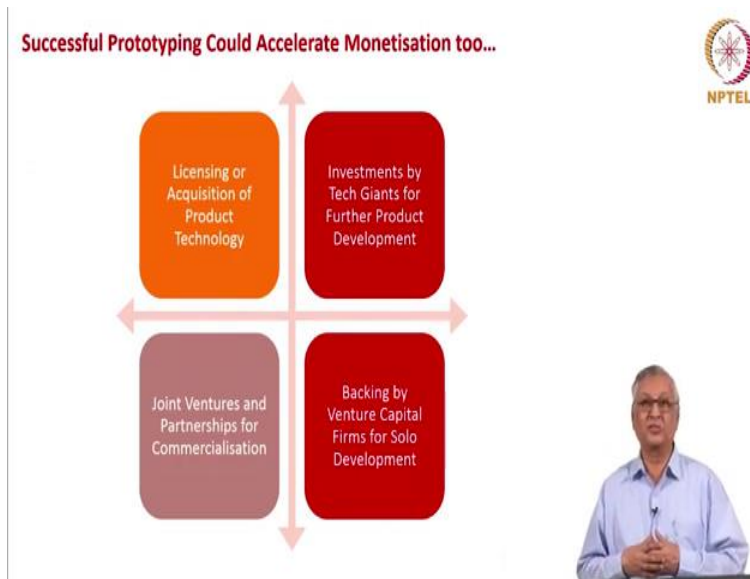 Successful Prototyping Could Accelerate Monetisation too...
NPTEL
Licensing or
Acquisition of
Product
Technology
Investments by
Tech Giants for
Further Product
Development
Joint Ventures and
Partnerships for
Commercialisation
Backing by
Venture Capital
Firms for Solo
Development